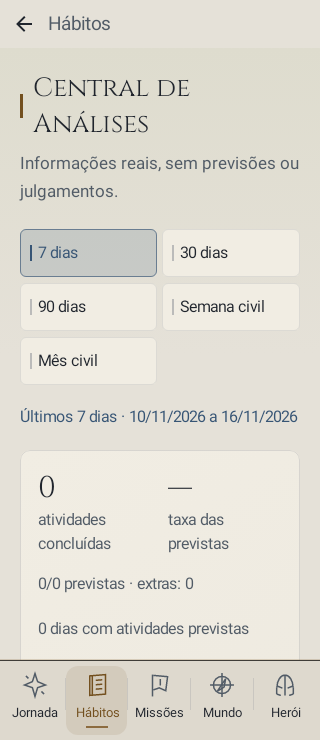 Hábitos
Central de
Análises
Informações reais, sem previsões ou
julgamentos.
7 dias
30 dias
90 dias
Semana civil
Mês civil
Últimos 7 dias · 10/11/2026 a 16/11/2026
0
—
atividades
concluídas
taxa das
previstas
0/0 previstas · extras: 0
0 dias com atividades previstas
Jornada
Hábitos
Missões
Mundo
Herói